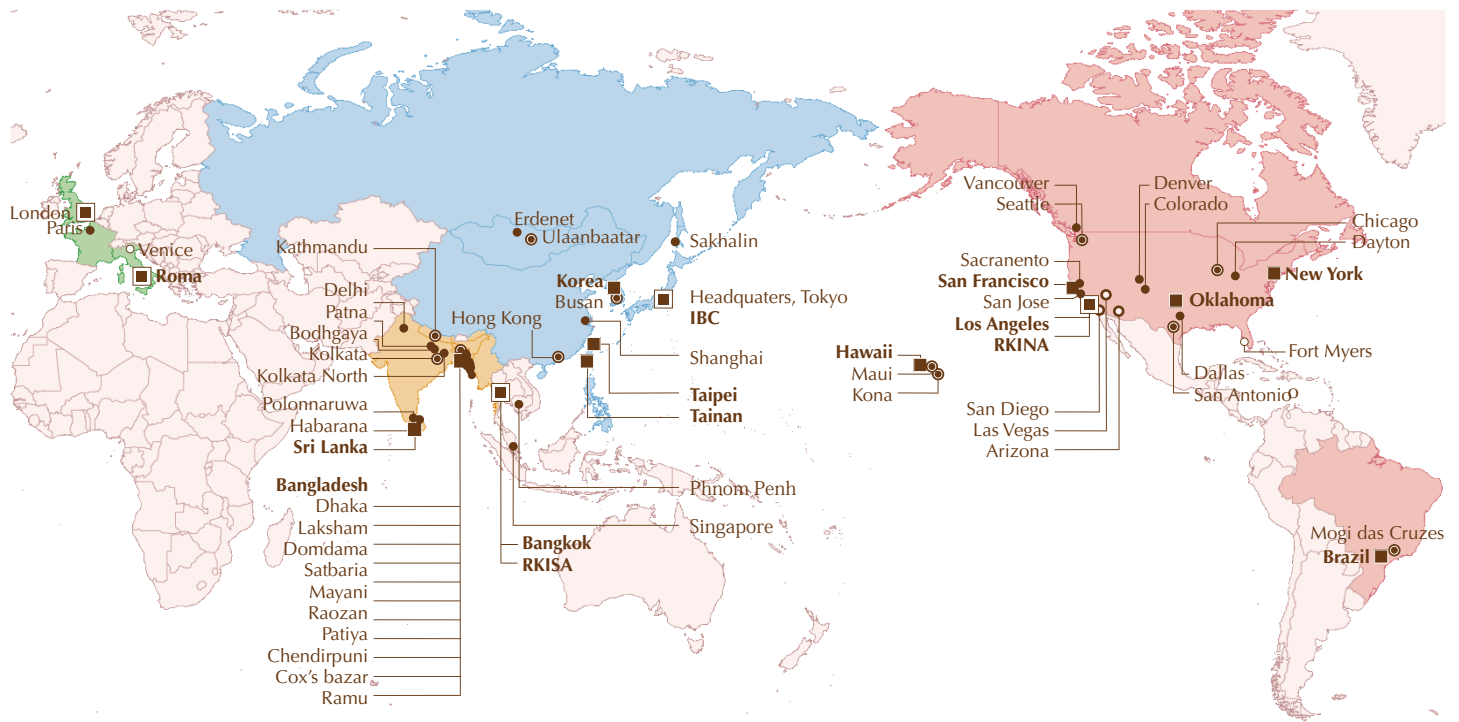 London
Paris
Venice
Roma
Kathmandu
Delhi
Patna
Bodhgaya
Kolkata
Kolkata North
Polonnaruwa
Habarana
Sri Lanka
Bangladesh
Dhaka
Laksham
Domdama
Satbaria
Mayani
Raozan
Patiya
Chendirpuni
Cox's bazar
Ramu
Erdenet
Ulaanbaatar
Sakhalin
Korea
Busan
Headquaters, Tokyo
IBC
Hong Kong
Shanghai
Taipei
Tainan
Phnom Penh
Singapore
Bangkok
RKISA
Hawaii
Maui
Kona
Vancouver
Seattle
Sacranento
San Francisco
San Jose
Los Angeles
RKINA
San Diego
Las Vegas
Arizona
Denver
Colorado
Chicago
Dayton
New York
Oklahoma
Fort Myers
Dallas
San Antonio
Mogi das Cruzes
Brazil